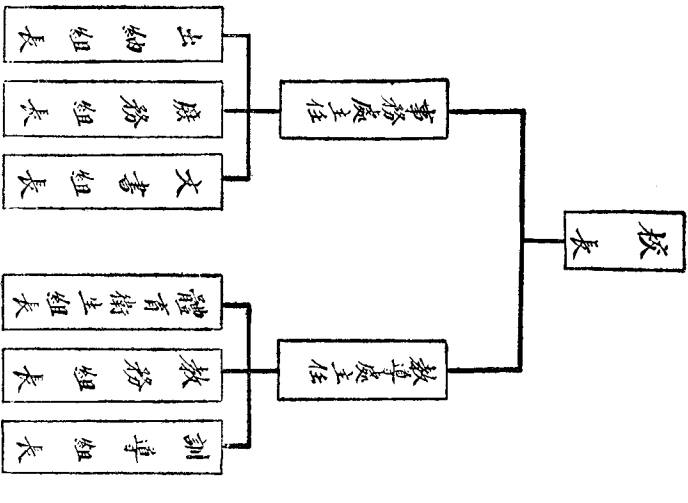 校長
教導處主任
事務處主任
訓導組長
教務組長
體育衛生組長
文書組長
庶務組長
出納組長